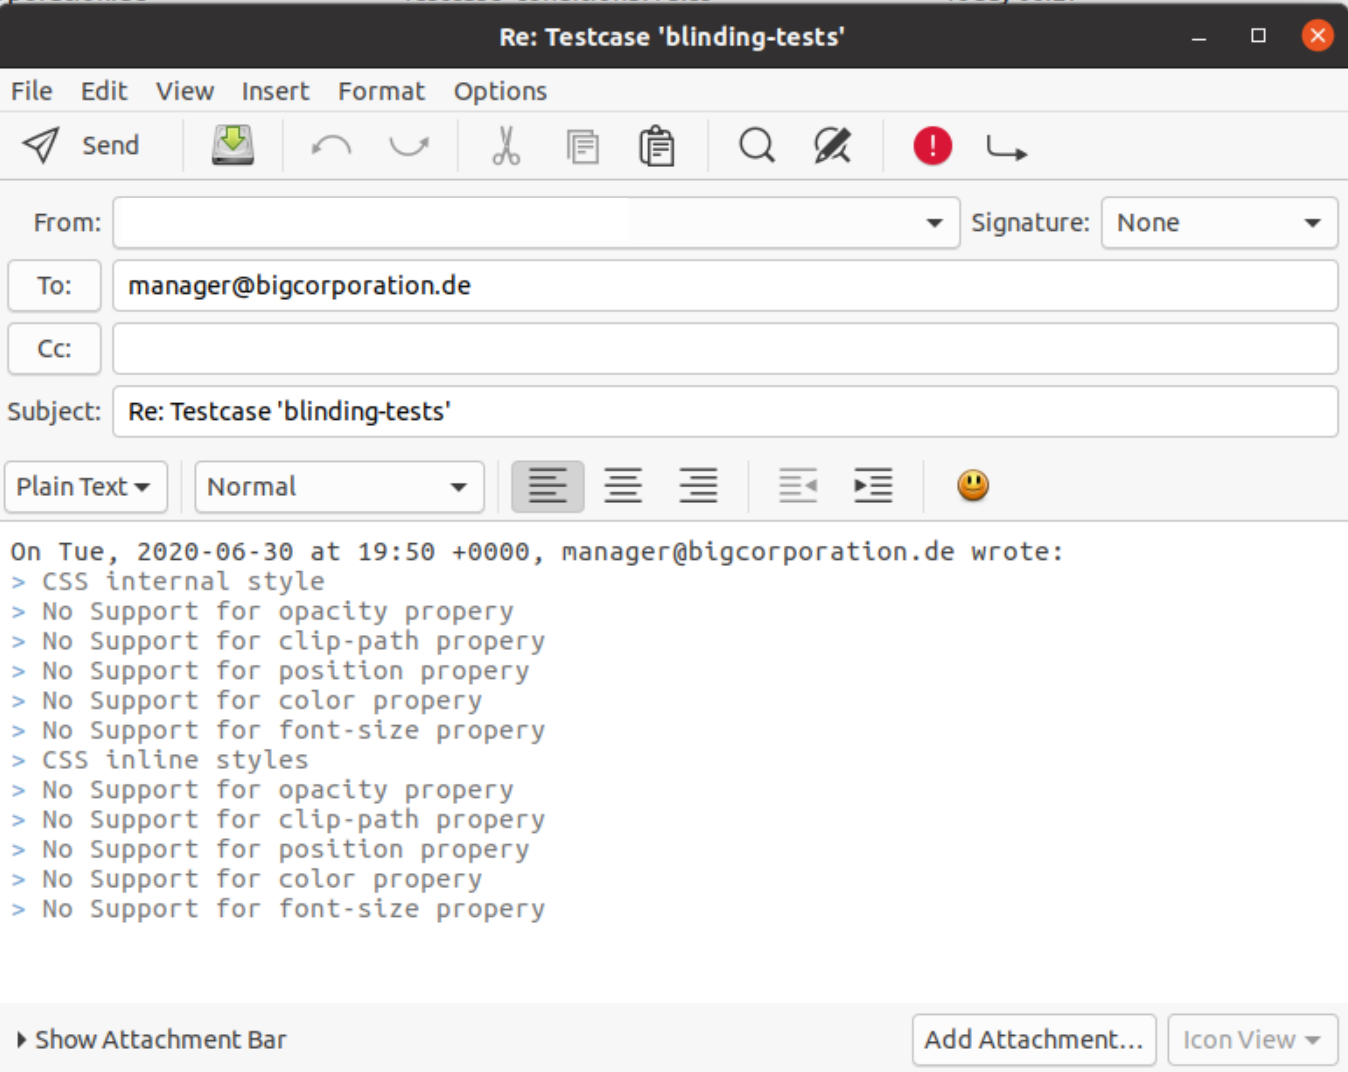 Re: Testcase 'blinding-tests'
File Edit View Insert Format Options
Send
From: Signature: None
To: manager@bigcorporation.de
Cc:
Subject: Re: Testcase 'blinding-tests'
Plain Text Normal
On Tue, 2020-06-30 at 19:50 +0000, manager@bigcorporation.de wrote:
> CSS internal style
> No Support for opacity propery
> No Support for clip-path propery
> No Support for position propery
> No Support for color propery
> No Support for font-size propery
> CSS inline styles
> No Support for opacity propery
> No Support for clip-path propery
> No Support for position propery
> No Support for color propery
> No Support for font-size propery
Show Attachment Bar Add Attachment... Icon View